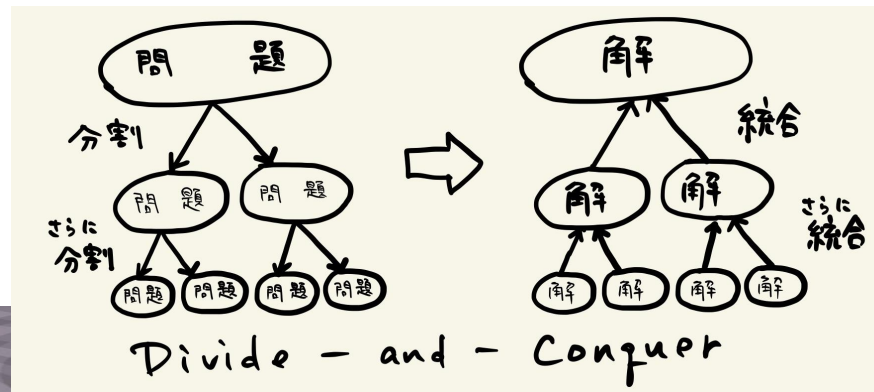 問 題
分割
問 題
問 題
さらに
分割
問題
問題
問題
問題
解
統合
解
解
さらに
統合
解
解
解
解
Divide - and - Conquer